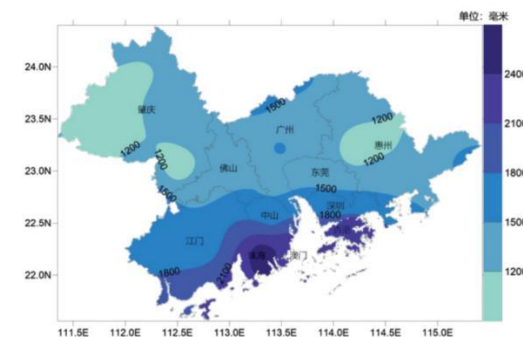 单位：毫米
24.0N
23.5N
23.0N
22.5N
22.0N
2400
2100
1800
1500
1200
肇庆
1500
广州
1200
惠州
1200
1200
1200
佛山
东莞
1500
1500
深圳
中山
1800
江门
珠海
澳门
1800
2100
111.5E
112.0E
112.5E
113.0E
113.5E
114.0E
114.5E
115.0E